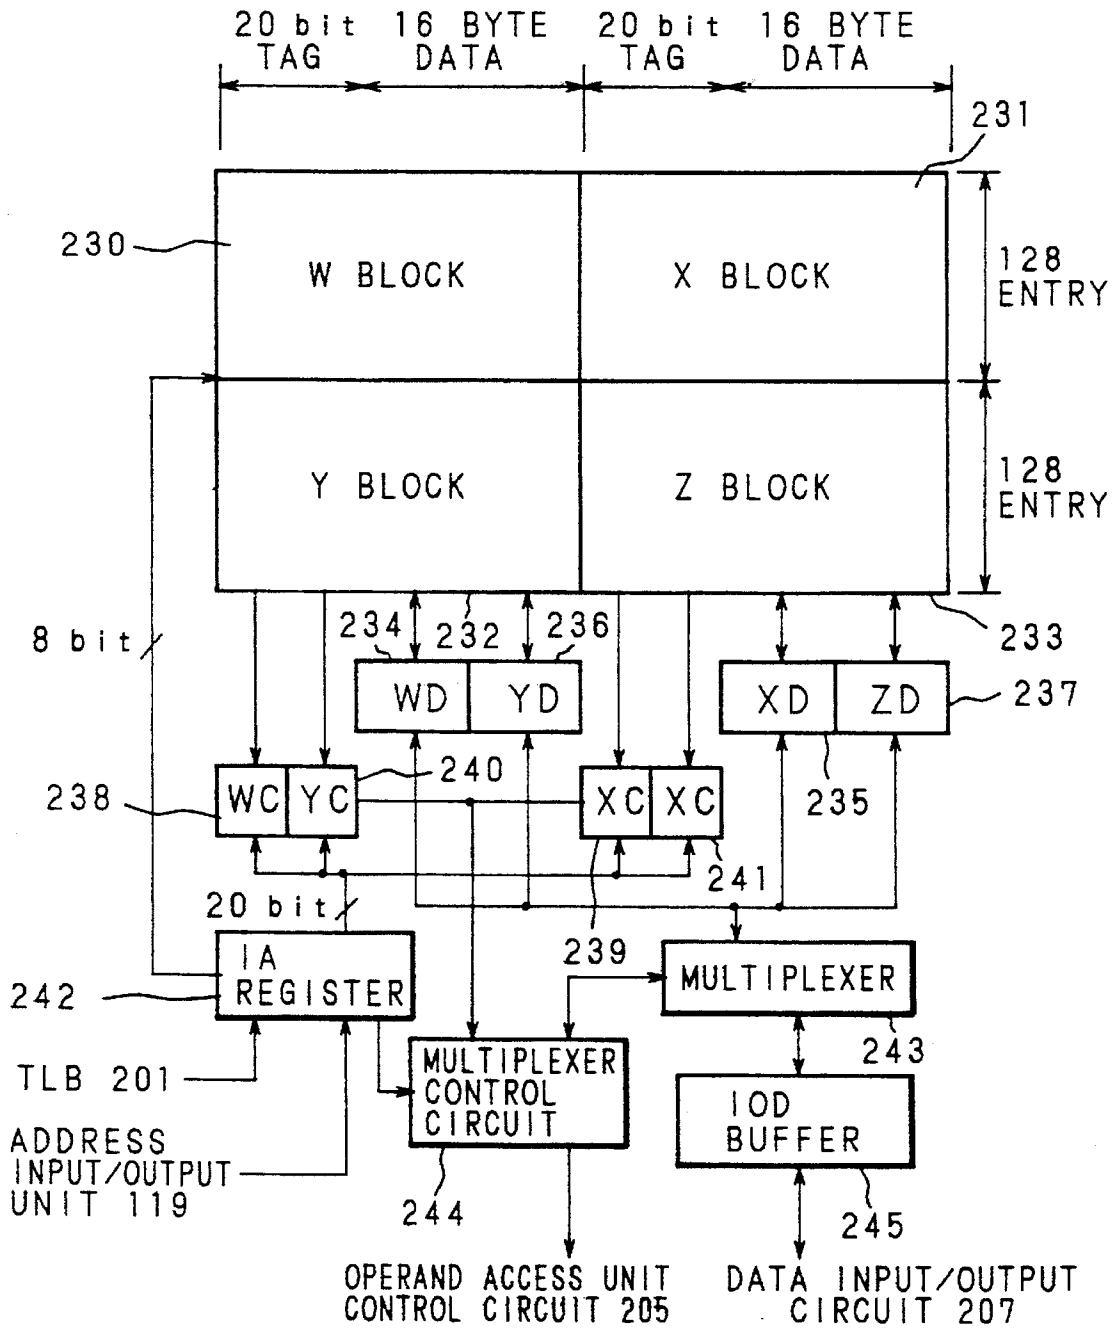 20 bit TAG
16 BYTE DATA
20 bit TAG
16 BYTE DATA
231
230
W BLOCK
X BLOCK
128 ENTRY
Y BLOCK
Z BLOCK
128 ENTRY
8 bit
234
232
236
233
WD
YD
XD
ZD
237
240
238
WC
YC
XC
XC
235
241
20 bit
239
IA REGISTER
242
MULTIPLEXER
243
TLB 201
MULTIPLEXER CONTROL CIRCUIT
IOD BUFFER
ADDRESS INPUT/OUTPUT UNIT 119
244
245
OPERAND ACCESS UNIT CONTROL CIRCUIT 205
DATA INPUT/OUTPUT CIRCUIT 207